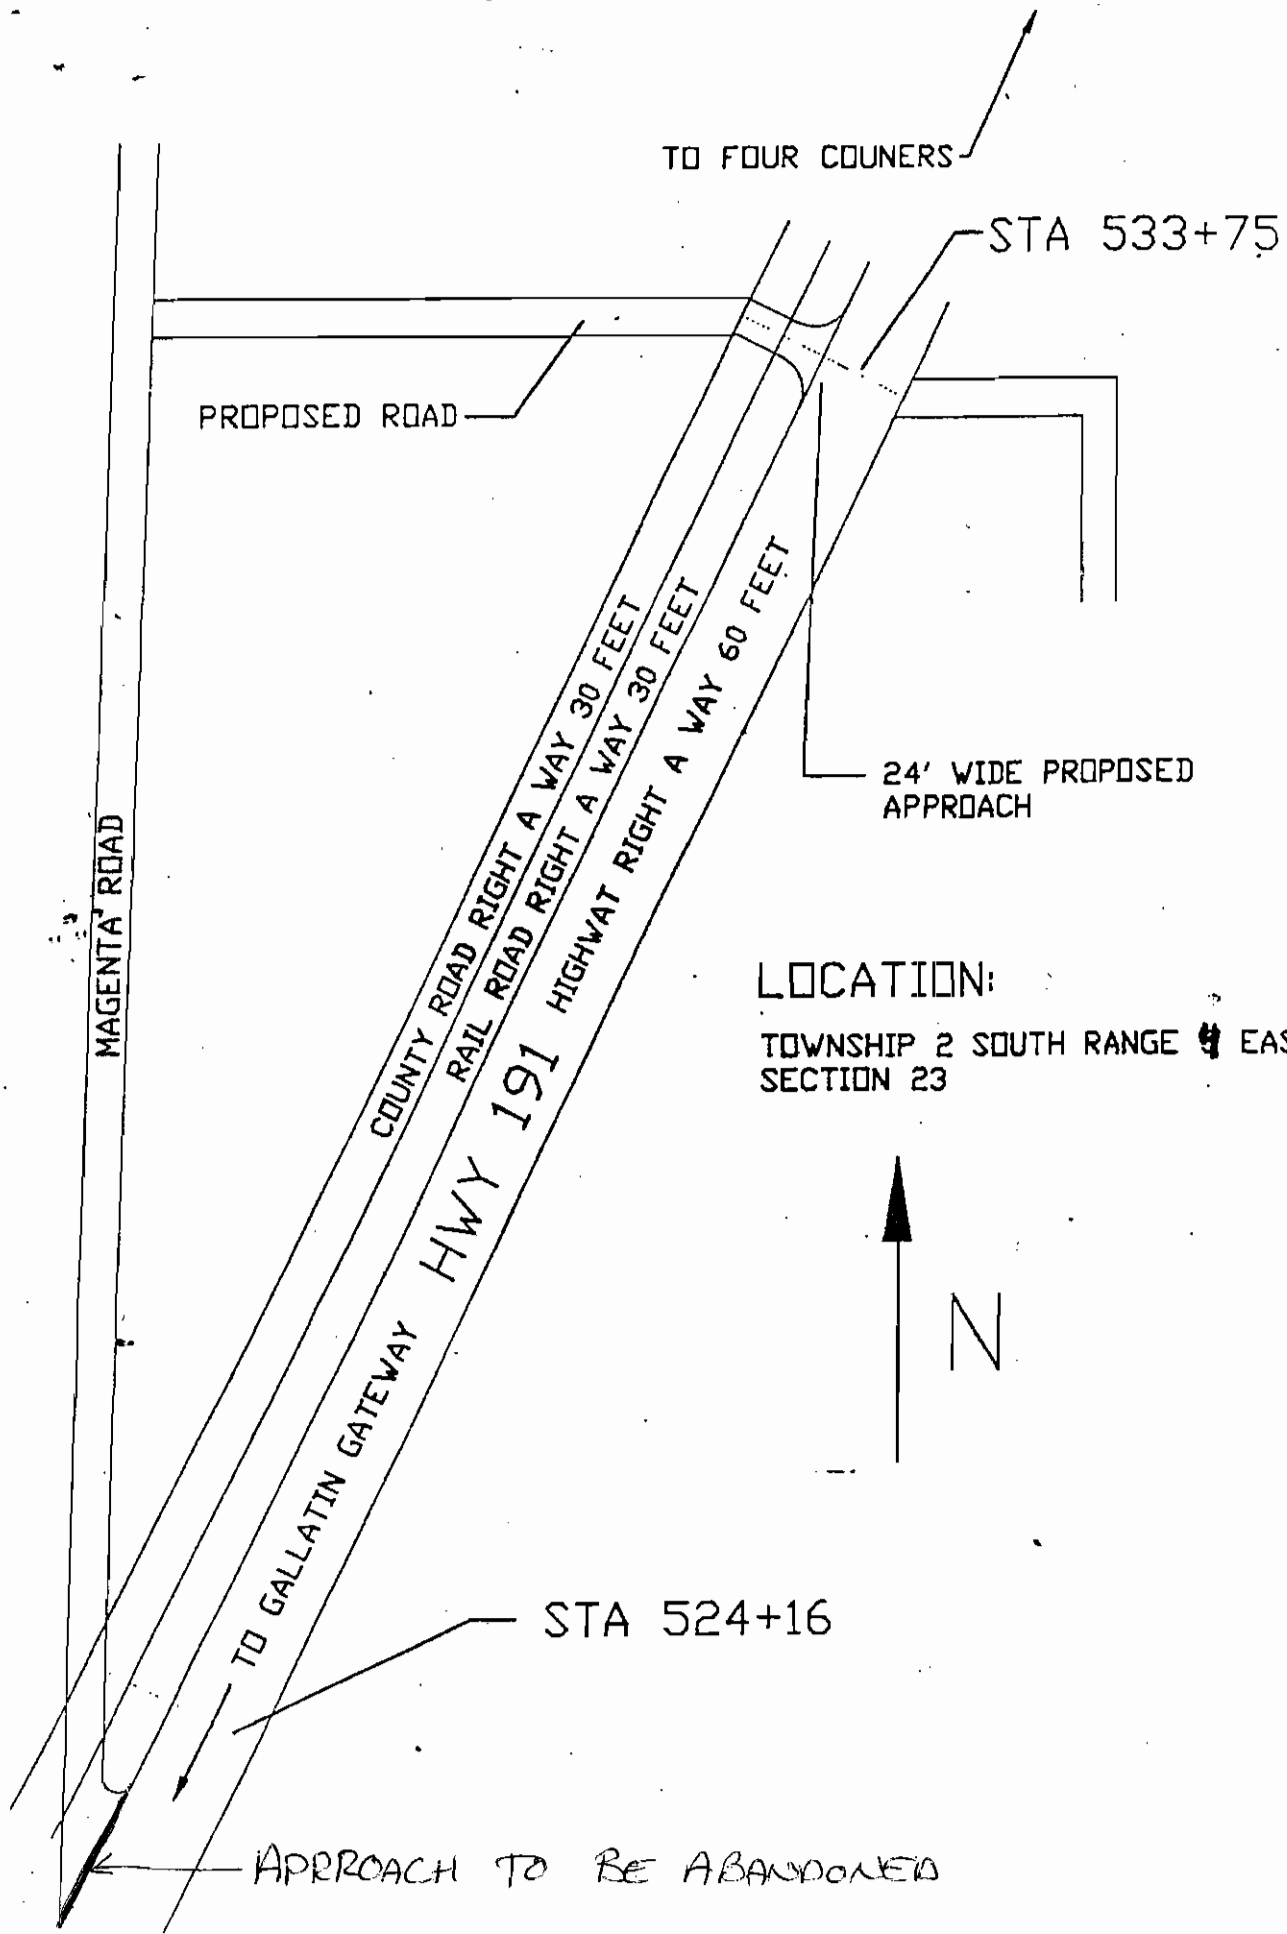 TO FOUR COUNERS
STA 533+75
PROPOSED ROAD
24' WIDE PROPOSED
APPROACH
MAGENTA ROAD
COUNTY ROAD RIGHT A WAY 30 FEET
RAIL ROAD RIGHT A WAY 30 FEET
HWY 191 HIGHWAT RIGHT A WAY 60 FEET
LOCATION:
TOWNSHIP 2 SOUTH RANGE 4 EAS
SECTION 23
N
TO GALLATIN GATEWAY
STA 524+16
APPROACH TO BE ABANDONED